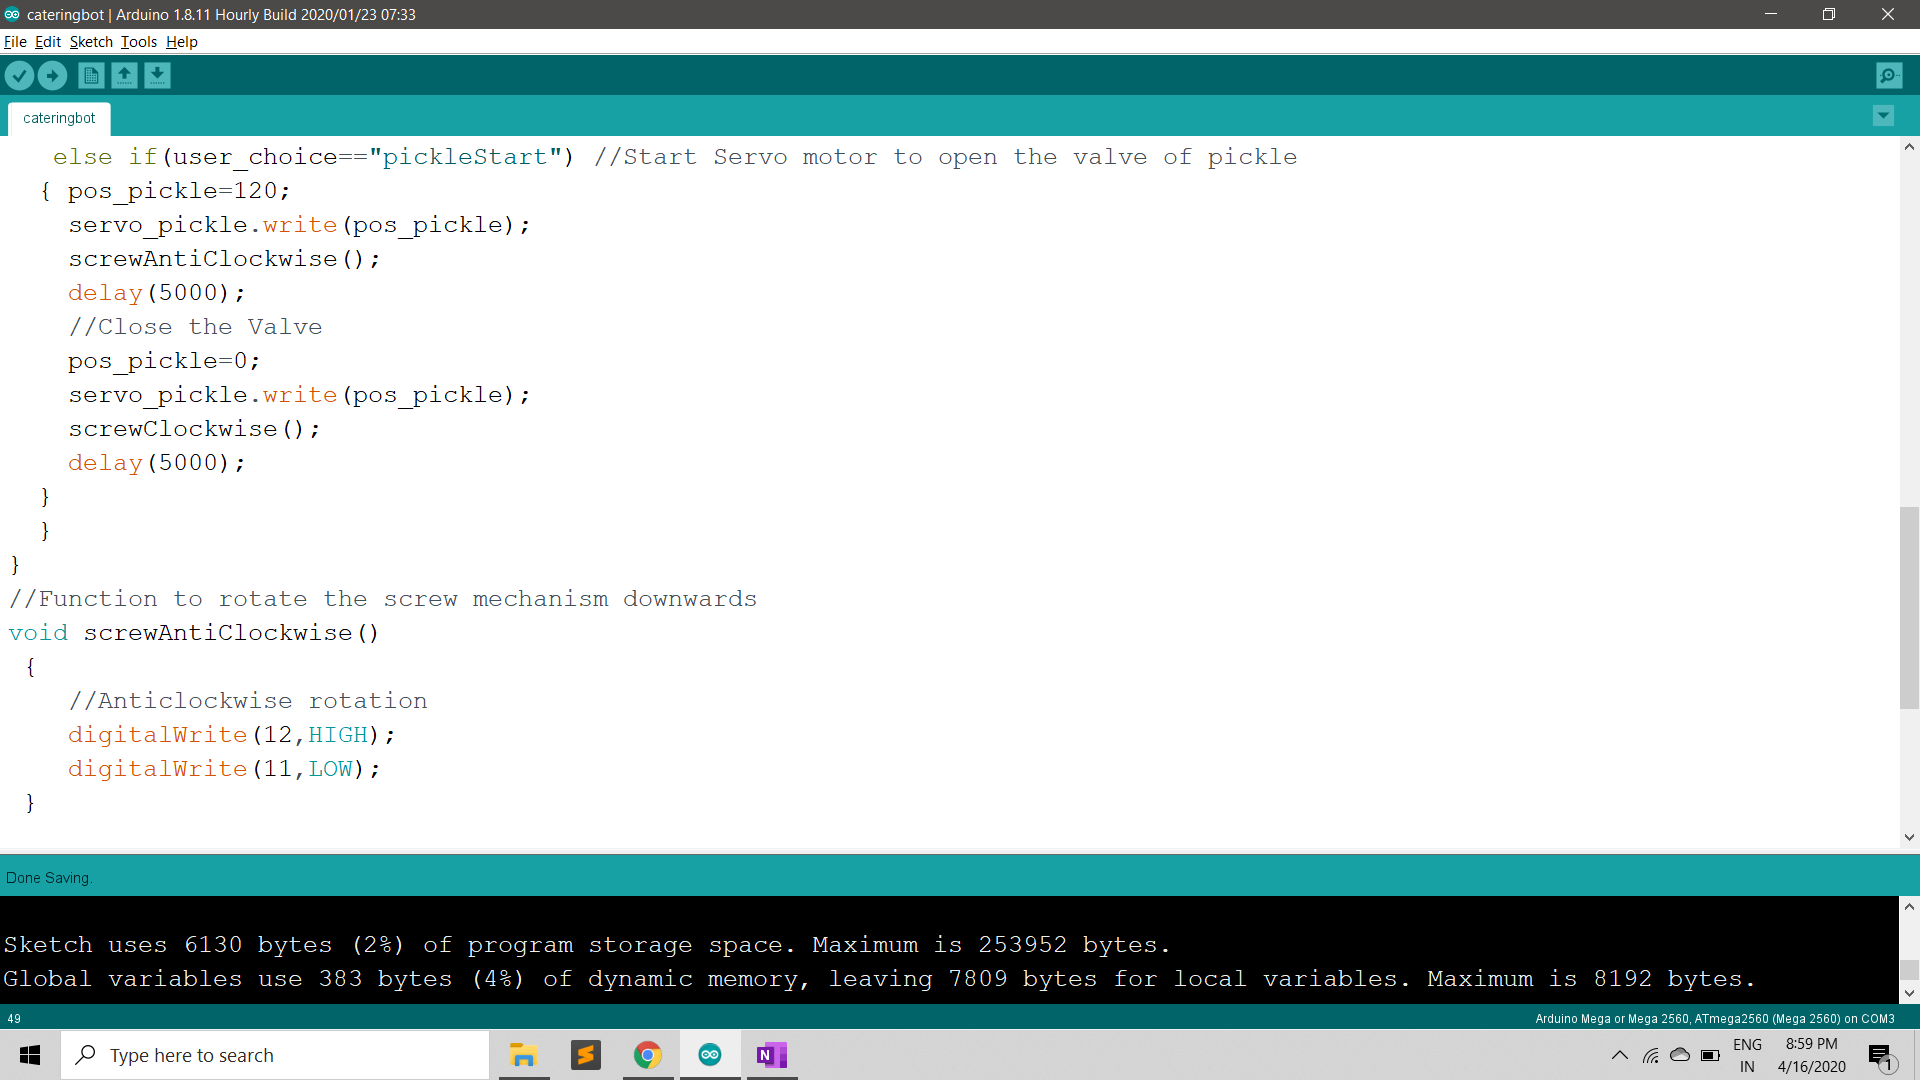 cateringbot | Arduino 1.8.11 Hourly Build 2020/01/23 07:33
File Edit Sketch Tools Help
cateringbot
else if(user_choice=="pickleStart") //Start Servo motor to open the valve of pickle
{ pos_pickle=120;
servo_pickle.write(pos_pickle);
screwAntiClockwise();
delay(5000);
//Close the Valve
pos_pickle=0;
servo_pickle.write(pos_pickle);
screwClockwise();
delay(5000);
}
}
}
//Function to rotate the screw mechanism downwards
void screwAntiClockwise()
{
//Anticlockwise rotation
digitalWrite(12,HIGH);
digitalWrite(11,LOW);
}
Done Saving.
Sketch uses 6130 bytes (2%) of program storage space. Maximum is 253952 bytes.
Global variables use 383 bytes (4%) of dynamic memory, leaving 7809 bytes for local variables. Maximum is 8192 bytes.
49
Arduino Mega or Mega 2560, ATmega2560 (Mega 2560) on COM3
Type here to search
N
ENG
IN
8:59 PM
4/16/2020
1